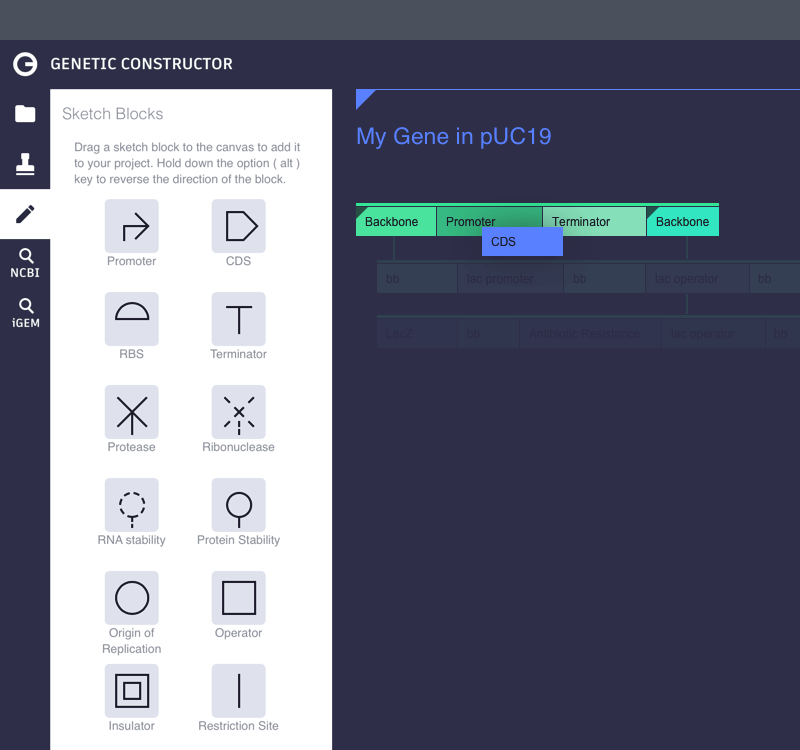 GENETIC CONSTRUCTOR
Sketch Blocks
Drag a sketch block to the canvas to add it
to your project. Hold down the option ( alt )
key to reverse the direction of the block.
Promoter
CDS
RBS
Terminator
Protease
Ribonuclease
RNA stability
Protein Stability
Origin of
Replication
Operator
Insulator
Restriction Site
NCBI
iGEM
My Gene in pUC19
Backbone Promoter Terminator Backbone
CDS
bb lac promoter bb lac operator bb
LacZ bb Antibiotic Resistance lac operator bb